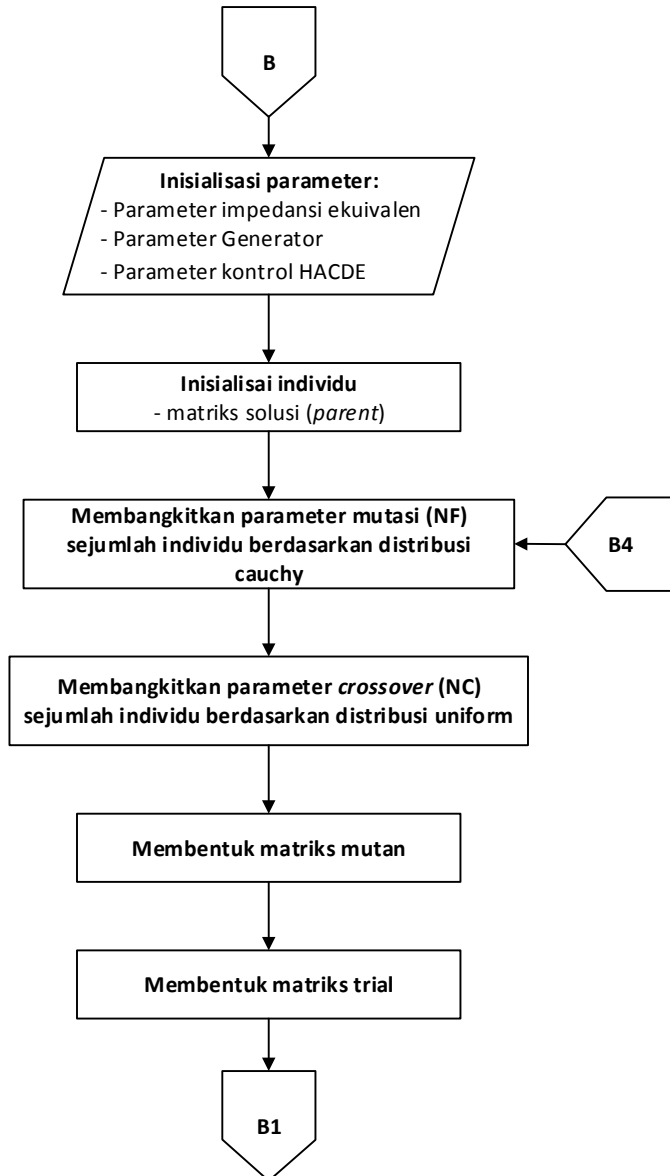 B
Inisialisasi parameter:
- Parameter impedansi ekuivalen
- Parameter Generator
- Parameter kontrol HACDE
Inisialisai individu
- matriks solusi (parent)
Membangkitkan parameter mutasi (NF)
sejumlah individu berdasarkan distribusi
cauchy
B4
Membangkitkan parameter crossover (NC)
sejumlah individu berdasarkan distribusi uniform
Membentuk matriks mutan
Membentuk matriks trial
B1